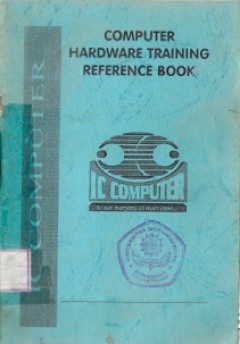 COMPUTER
HARDWARE TRAINING
REFERENCE BOOK
IC COMPUTER
IC COMPUTER